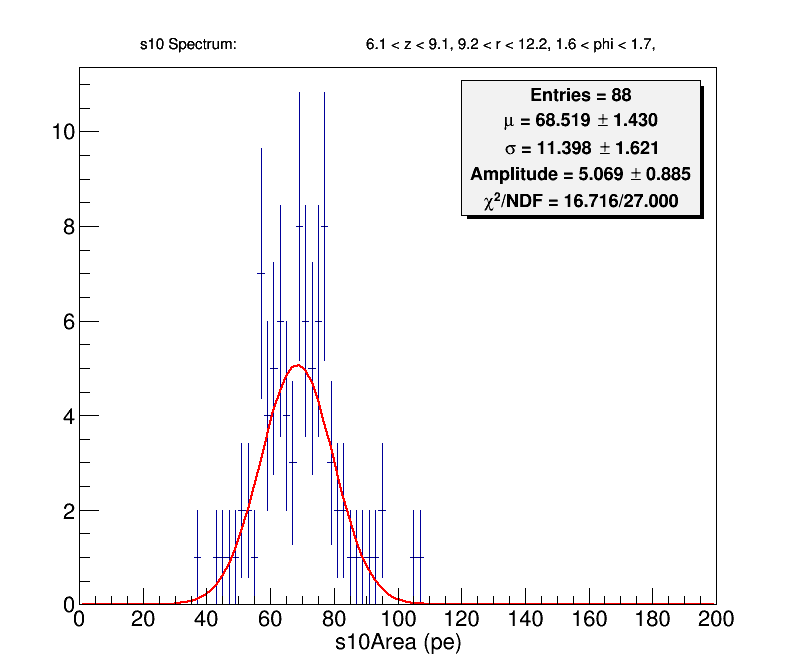 s10 Spectrum: 6.1 < z < 9.1, 9.2 < r < 12.2, 1.6 < phi < 1.7,
Entries = 88
μ = 68.519 ± 1.430
σ = 11.398 ± 1.621
Amplitude = 5.069 ± 0.885
χ²/NDF = 16.716/27.000
10
8
6
4
2
0
0 20 40 60 80 100 120 140 160 180 200
s10Area (pe)